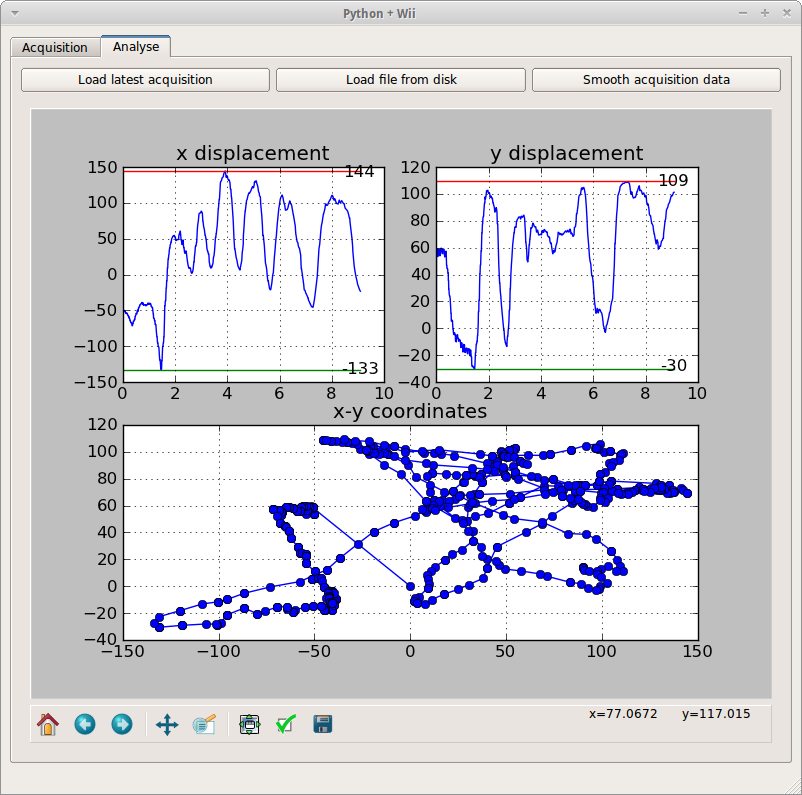 Python + Wii
Acquisition Analyse
Load latest acquisition Load file from disk Smooth acquisition data
x displacement y displacement
150 144 120 109
100 100
50 80
0 60
−50 40
−100 20
−150 0
−133 −20
0 2 4 6 8 10 −40
−30
0 2 4 6 8 10
x-y coordinates
120
100
80
60
40
20
0
−20
−40
−150 −100 −50 0 50 100 150
x=77.0672 y=117.015